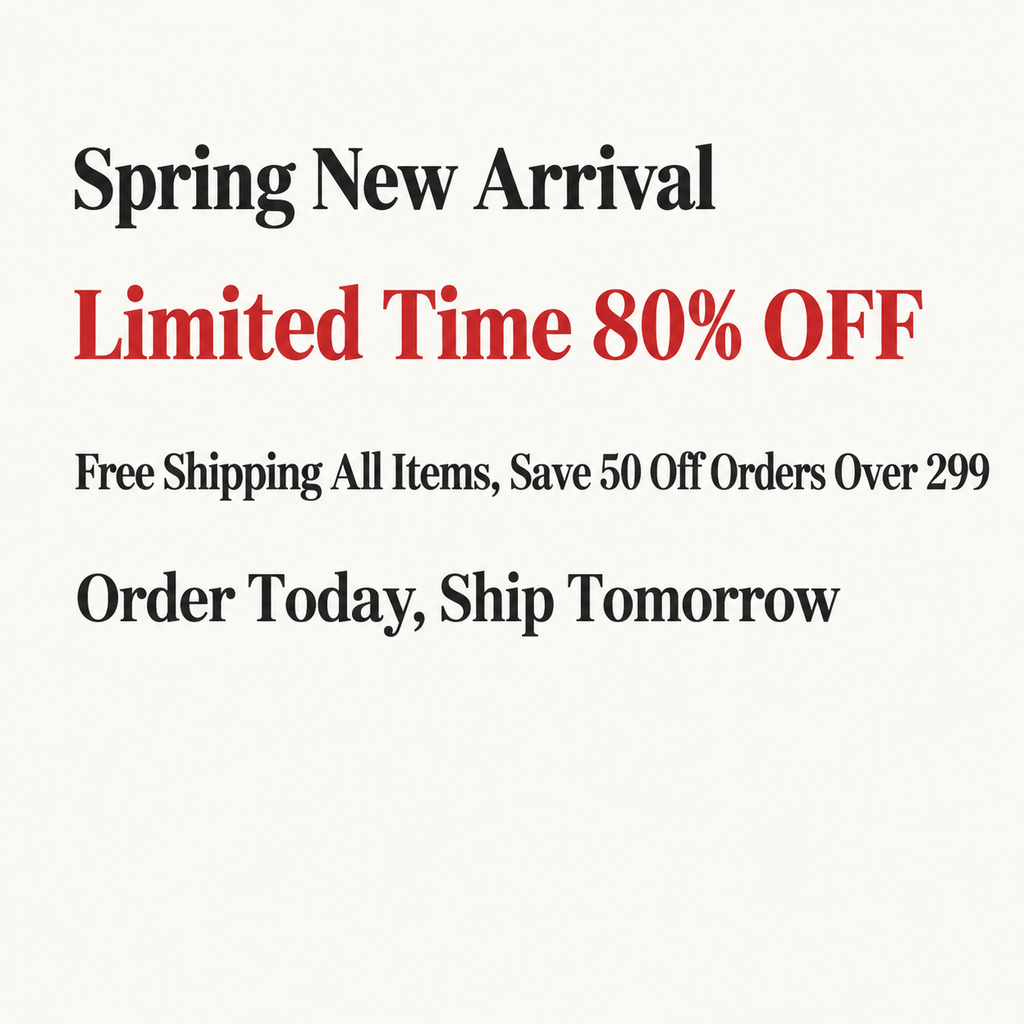 Spring New Arrival
Limited Time 80% OFF
Free Shipping All Items, Save 50 Off Orders Over 299
Order Today, Ship Tomorrow